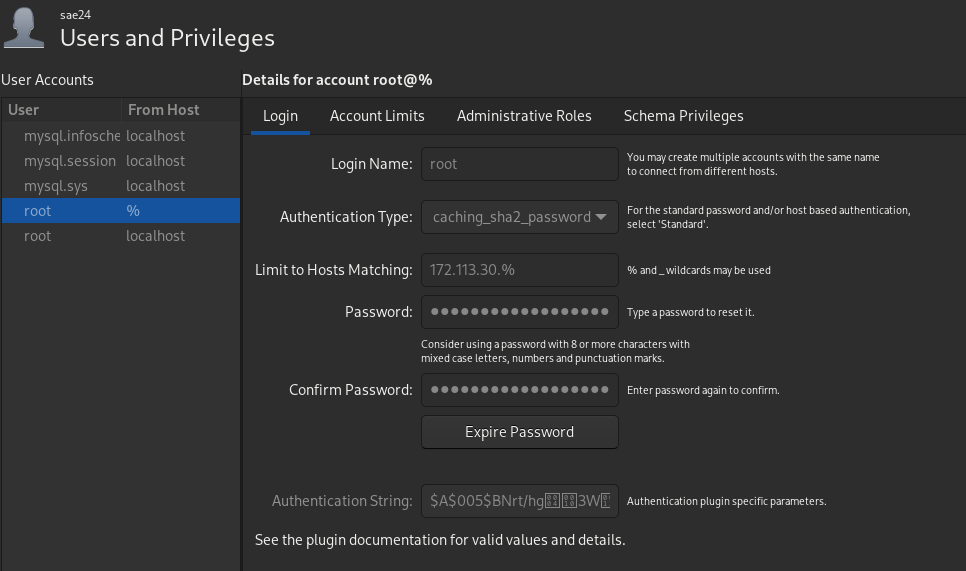 sae24
Users and Privileges
User Accounts
Details for account root@%
User From Host
mysql.infosche localhost
mysql.session localhost
mysql.sys localhost
root %
root localhost
Login Account Limits Administrative Roles Schema Privileges
Login Name: root You may create multiple accounts with the same name
to connect from different hosts.
Authentication Type: caching_sha2_password For the standard password and/or host based authentication,
select 'Standard'.
Limit to Hosts Matching: 172.113.30.% % and _ wildcards may be used
Password: ●●●●●●●●●●●●●●●●●● Type a password to reset it.
Consider using a password with 8 or more characters with
mixed case letters, numbers and punctuation marks.
Confirm Password: ●●●●●●●●●●●●●●●●●● Enter password again to confirm.
Expire Password
Authentication String: $A$005$BNrt/hg 3W Authentication plugin specific parameters.
See the plugin documentation for valid values and details.